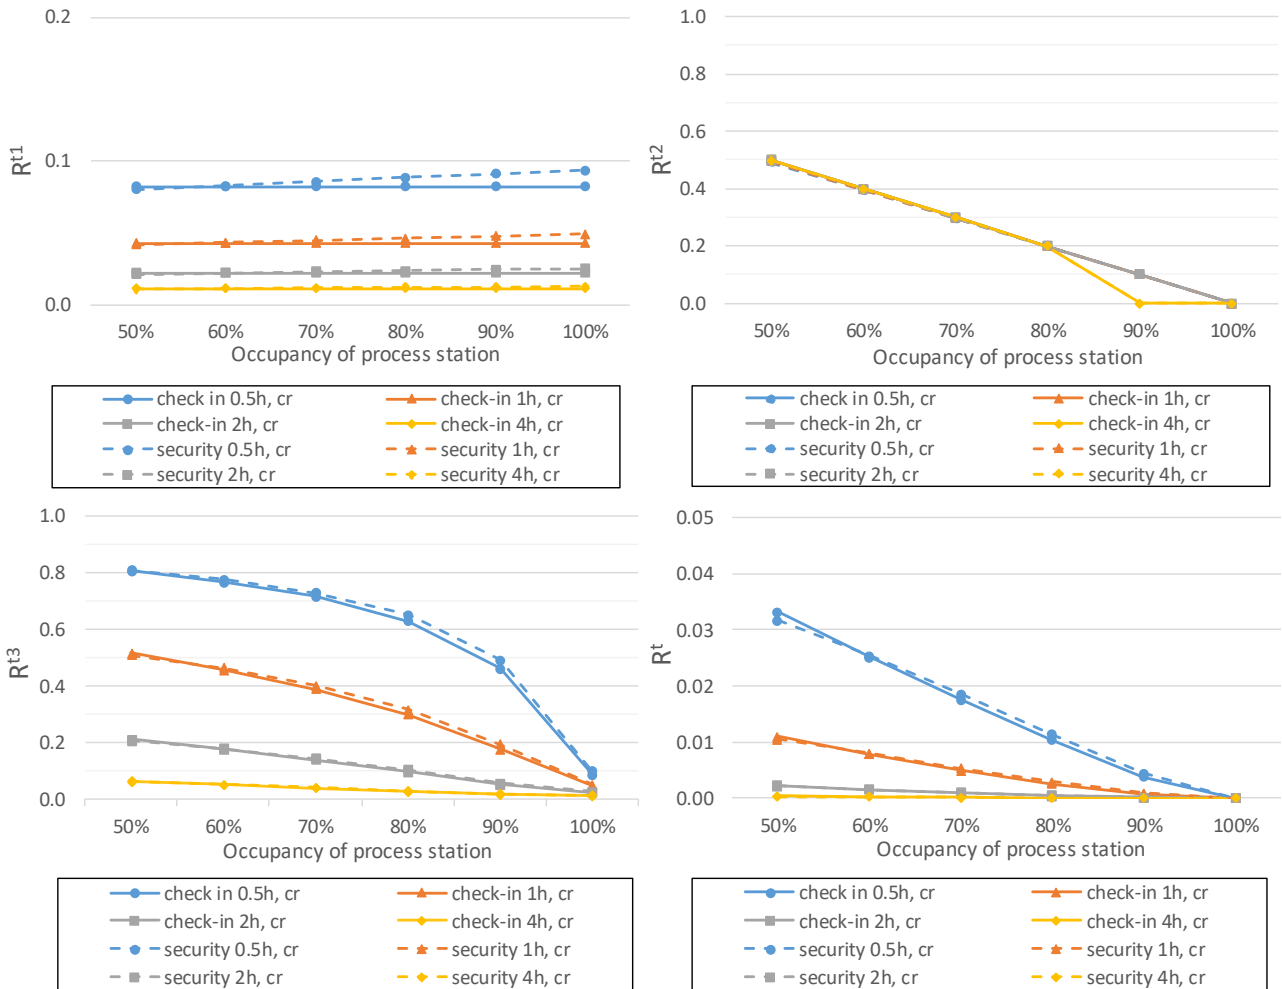 0.2
0.1
0.0
R^t1
50% 60% 70% 80% 90% 100%
Occupancy of process station
check in 0.5h, cr check-in 1h, cr
check-in 2h, cr check-in 4h, cr
security 0.5h, cr security 1h, cr
security 2h, cr security 4h, cr
1.0
0.8
0.6
0.4
0.2
0.0
R^t2
50% 60% 70% 80% 90% 100%
Occupancy of process station
check in 0.5h, cr check-in 1h, cr
check-in 2h, cr check-in 4h, cr
security 0.5h, cr security 1h, cr
security 2h, cr security 4h, cr
1.0
0.8
0.6
0.4
0.2
0.0
R^t3
50% 60% 70% 80% 90% 100%
Occupancy of process station
check in 0.5h, cr check-in 1h, cr
check-in 2h, cr check-in 4h, cr
security 0.5h, cr security 1h, cr
security 2h, cr security 4h, cr
0.05
0.04
0.03
0.02
0.01
0.00
R^t
50% 60% 70% 80% 90% 100%
Occupancy of process station
check in 0.5h, cr check-in 1h, cr
check-in 2h, cr check-in 4h, cr
security 0.5h, cr security 1h, cr
security 2h, cr security 4h, cr